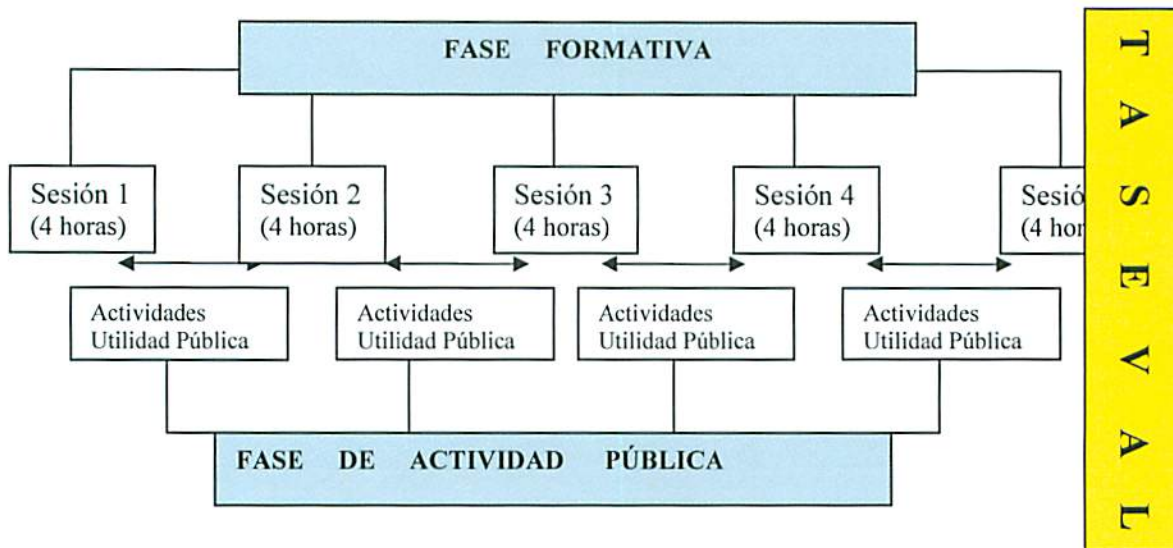 FASE FORMATIVA
Sesión 1
(4 horas)
Sesión 2
(4 horas)
Sesión 3
(4 horas)
Sesión 4
(4 horas)
Actividades
Utilidad Pública
Actividades
Utilidad Pública
Actividades
Utilidad Pública
Actividades
Utilidad Pública
FASE DE ACTIVIDAD PÚBLICA
T A S E V A L